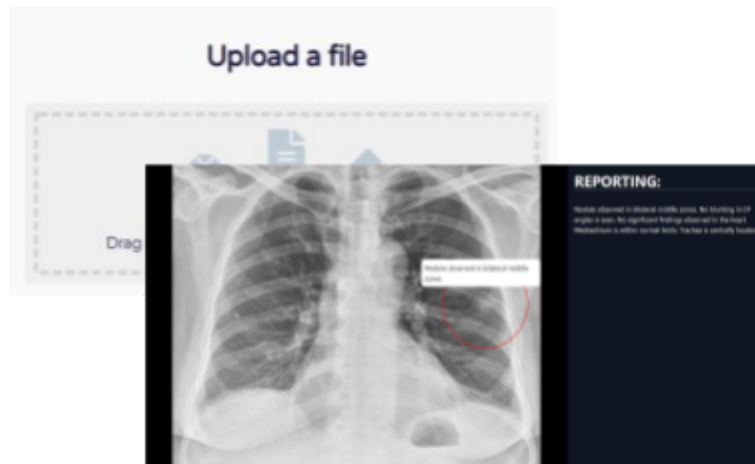 Upload a file
Drag
REPORTING:
Nodule observed in bilateral middle zones. No blunting in CP
angles is seen. No significant findings observed in the heart.
Mediastinum is within normal limits. Trachea is centrally located
Nodule observed in bilateral middle
zones